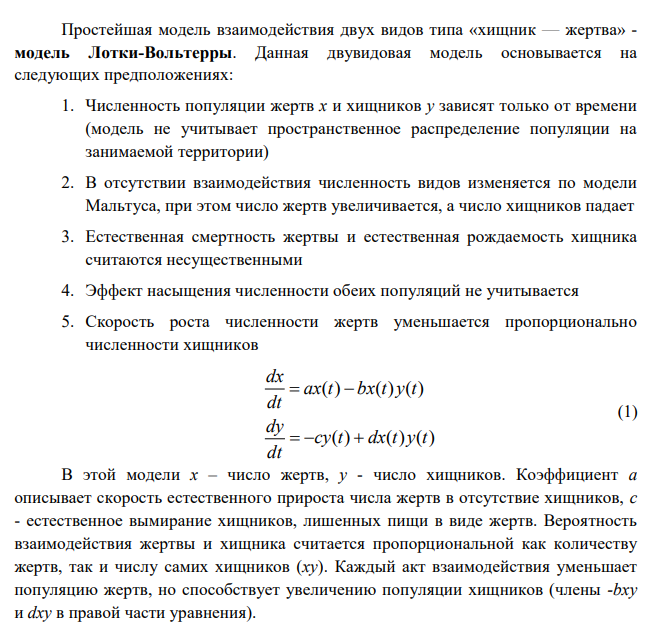 Простейшая модель взаимодействия двух видов типа «хищник — жертва» -
модель Лотки-Вольтерры. Данная двувидовая модель основывается на
следующих предположениях:
1. Численность популяции жертв x и хищников y зависят только от времени
(модель не учитывает пространственное распределение популяции на
занимаемой территории)
2. В отсутствии взаимодействия численность видов изменяется по модели
Мальтуса, при этом число жертв увеличивается, а число хищников падает
3. Естественная смертность жертвы и естественная рождаемость хищника
считаются несущественными
4. Эффект насыщения численности обеих популяций не учитывается
5. Скорость роста численности жертв уменьшается пропорционально
численности хищников
dx/dt = ax(t) − bx(t)y(t)
dy/dt = −cy(t) + dx(t)y(t)
(1)
В этой модели x – число жертв, y - число хищников. Коэффициент a
описывает скорость естественного прироста числа жертв в отсутствие хищников, c
- естественное вымирание хищников, лишенных пищи в виде жертв. Вероятность
взаимодействия жертвы и хищника считается пропорциональной как количеству
жертв, так и числу самих хищников (xy). Каждый акт взаимодействия уменьшает
популяцию жертв, но способствует увеличению популяции хищников (члены -bxy
и dxy в правой части уравнения).